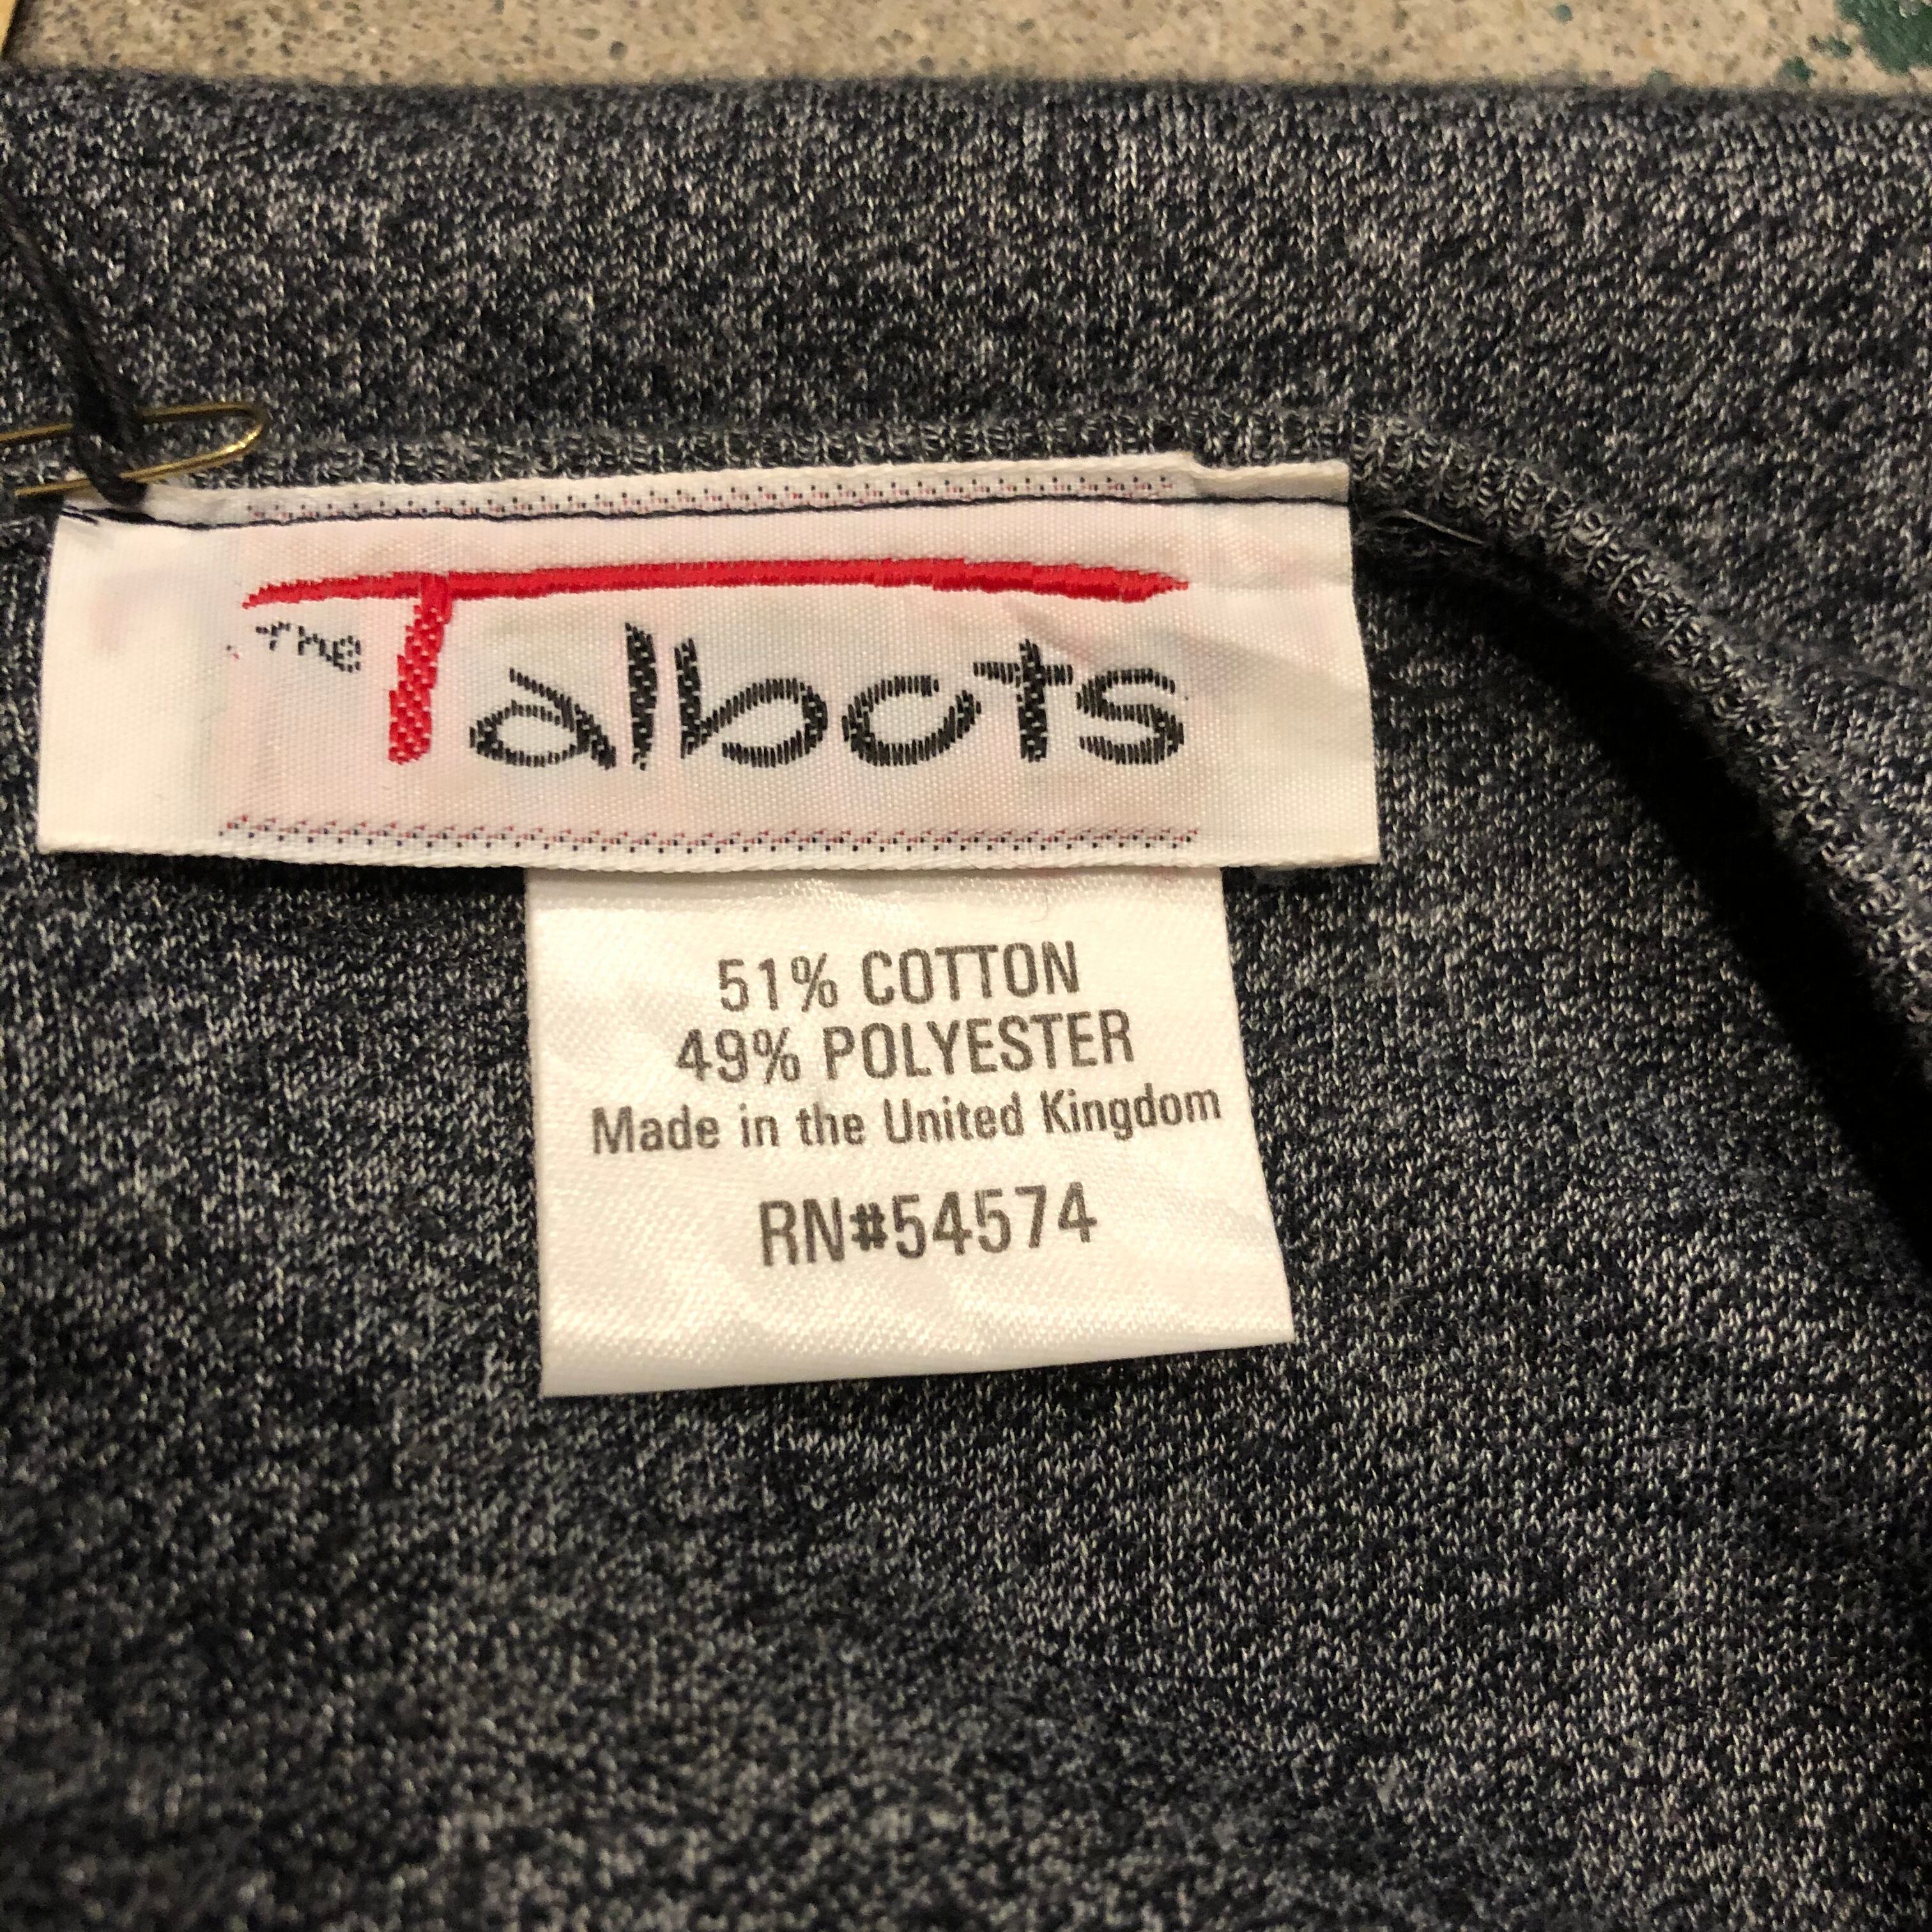 The Talbots
51% COTTON
49% POLYESTER
Made in the United Kingdom
RN#54574